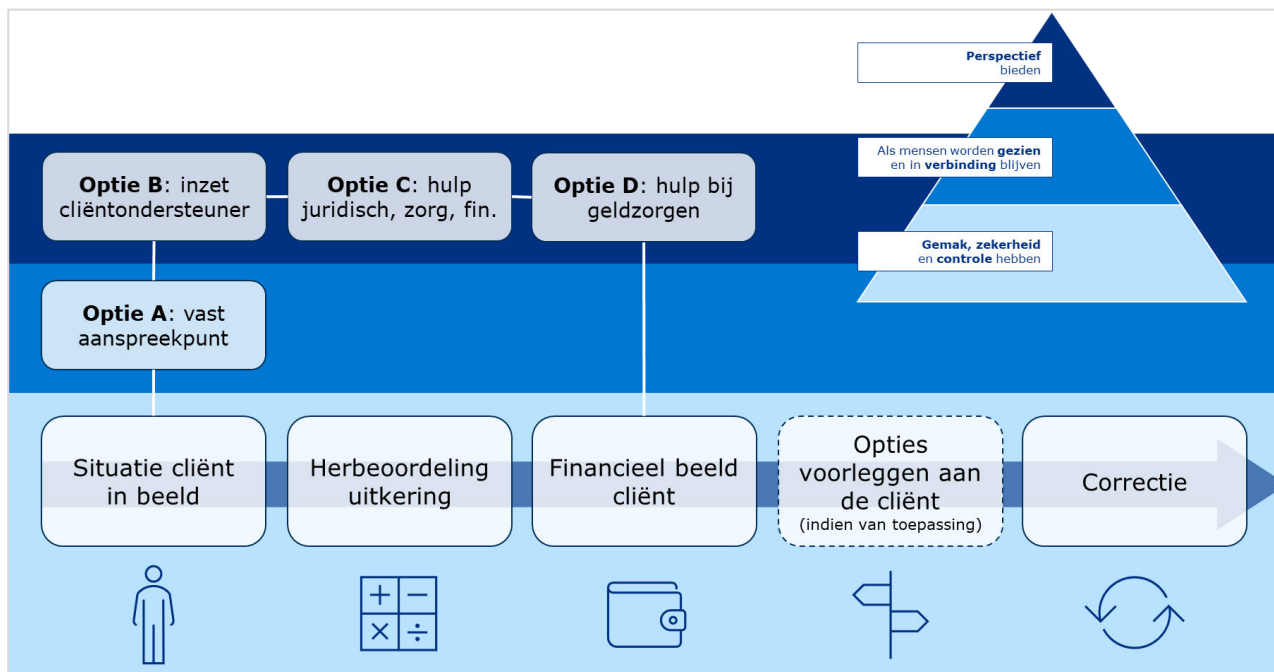 Perspectief
bieden
Als mensen worden gezien
en in verbinding blijven
Gemak, zekerheid
en controle hebben
Optie B: inzet
cliëntondersteuner
Optie C: hulp
juridisch, zorg, fin.
Optie D: hulp bij
geldzorgen
Optie A: vast
aanspreekpunt
Situatie cliënt
in beeld
Herbeoordeling
uitkering
Financieel beeld
cliënt
Opties
voorleggen aan
de cliënt
(indien van toepassing)
Correctie